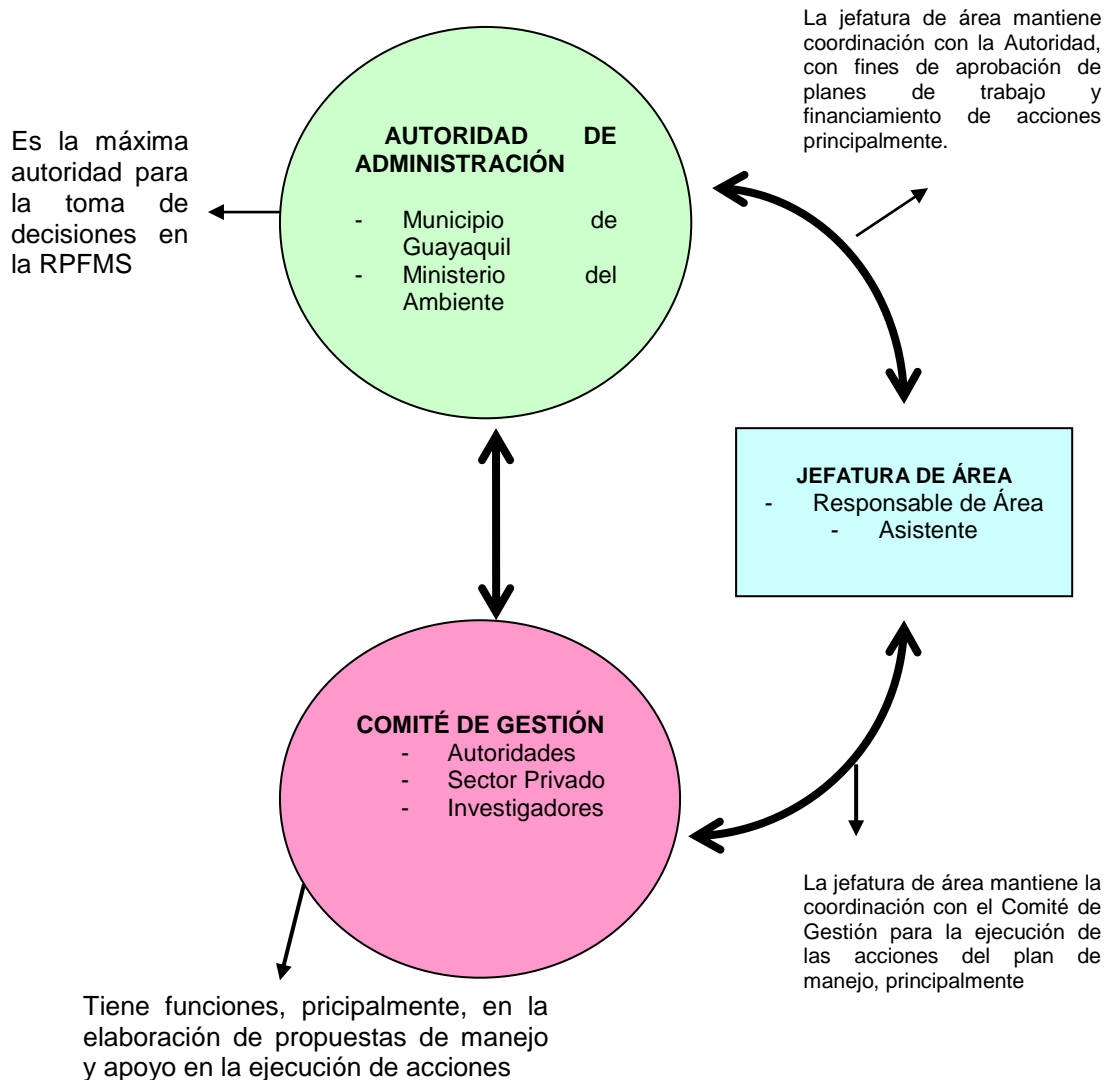 La jefatura de área mantiene
coordinación con la Autoridad,
con fines de aprobación de
planes de trabajo y
financiamiento de acciones
principalmente.
Es la máxima
autoridad para
la toma de
decisiones en
la RPFMS
AUTORIDAD DE
ADMINISTRACIÓN
- Municipio de
Guayaquil
- Ministerio del
Ambiente
JEFATURA DE ÁREA
- Responsable de Área
- Asistente
COMITÉ DE GESTIÓN
- Autoridades
- Sector Privado
- Investigadores
La jefatura de área mantiene la
coordinación con el Comité de
Gestión para la ejecución de
las acciones del plan de
manejo, principalmente
Tiene funciones, pricipalmente, en la
elaboración de propuestas de manejo
y apoyo en la ejecución de acciones